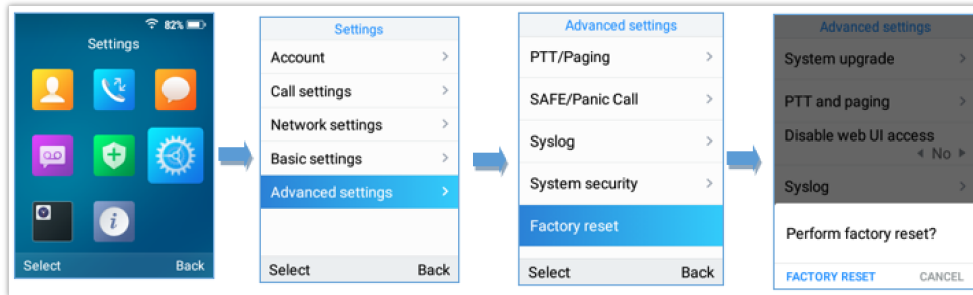 82%
Settings
Select Back
Settings
Account
Call settings
Network settings
Basic settings
Advanced settings
Select Back
Advanced settings
PTT/Paging
SAFE/Panic Call
Syslog
System security
Factory reset
Select Back
Advanced settings
System upgrade
PTT and paging
Disable web UI access
No
Syslog
Perform factory reset?
FACTORY RESET CANCEL